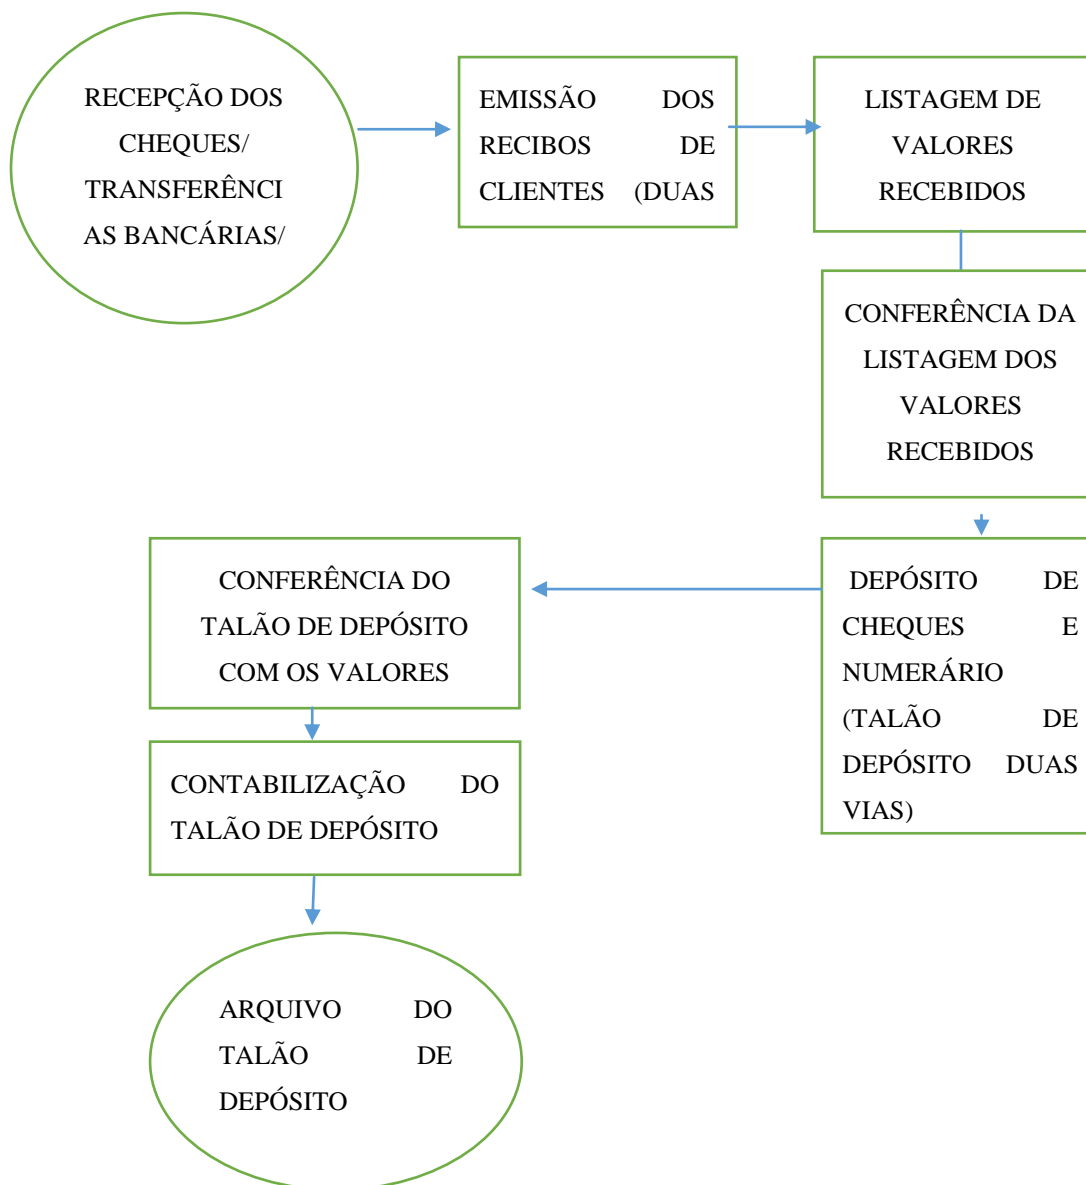 RECEPÇÃO DOS
CHEQUES/
TRANSFERÊNCI
AS BANCÁRIAS/
EMISSÃO DOS
RECIBOS DE
CLIENTES (DUAS
LISTAGEM DE
VALORES
RECEBIDOS
CONFERÊNCIA DA
LISTAGEM DOS
VALORES
RECEBIDOS
DEPÓSITO DE
CHEQUES E
NUMERÁRIO
(TALÃO DE
DEPÓSITO DUAS
VIAS)
CONFERÊNCIA DO
TALÃO DE DEPÓSITO
COM OS VALORES
CONTABILIZAÇÃO DO
TALÃO DE DEPÓSITO
ARQUIVO DO
TALÃO DE
DEPÓSITO